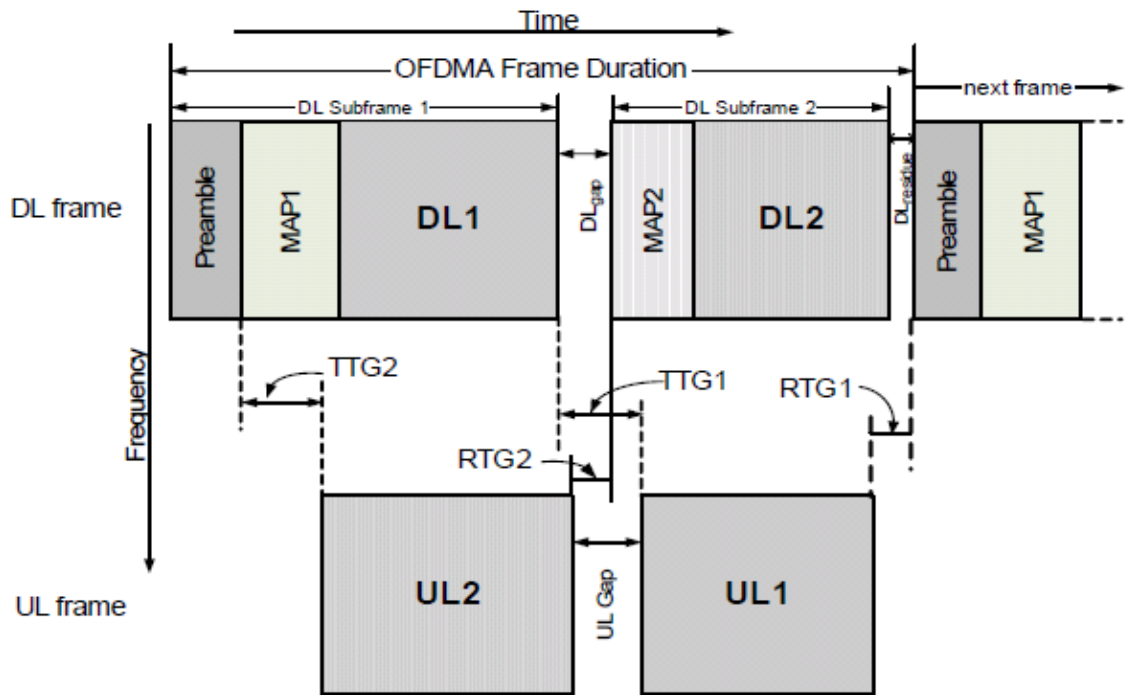 Time
OFDMA Frame Duration
next frame
DL Subframe 1
DL Subframe 2
DL frame
Preamble
MAP1
DL1
DLgap
MAP2
DL2
DLresidue
Preamble
MAP1
Frequency
TTG2
TTG1
RTG1
RTG2
UL frame
UL2
UL Gap
UL1